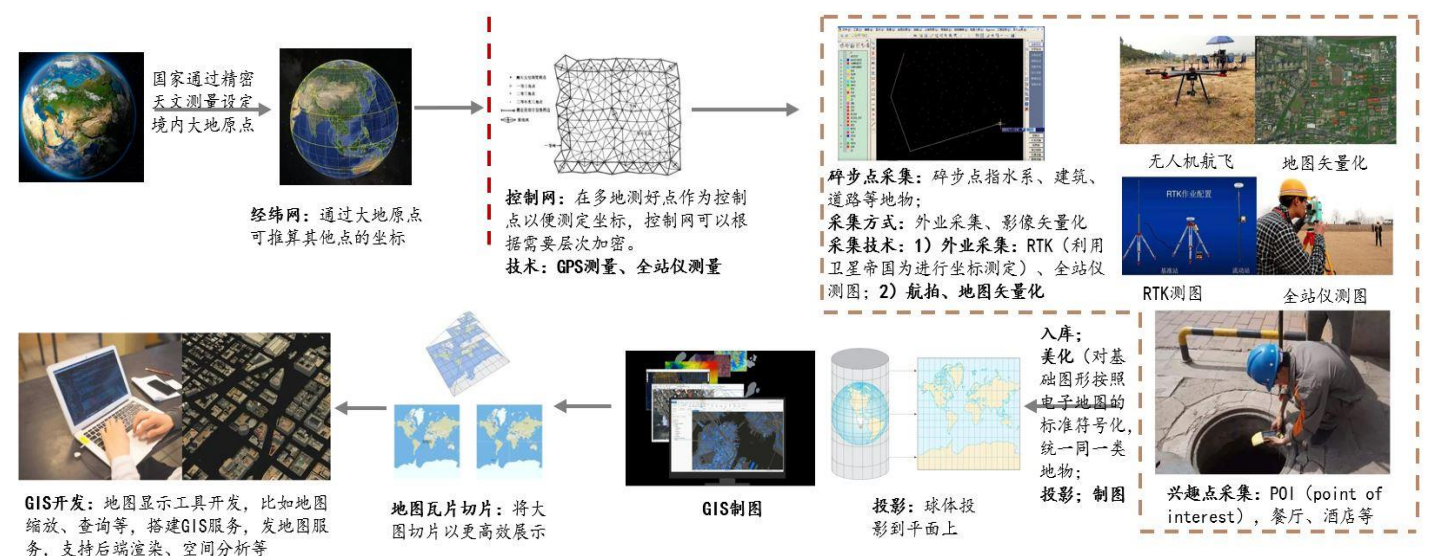 国家通过精密
天文测量设定
境内大地原点
经纬网：通过大地原点
可推算其他点的坐标
控制网：在多地测好点作为控制
点以便测定坐标，控制网可以根
据需要层次加密。
技术：GPS测量、全站仪测量
碎步点采集：碎步点指水系、建筑、
道路等地物；
采集方式：外业采集、影像矢量化
采集技术：1）外业采集：RTK（利用
卫星帝国为进行坐标测定）、全站仪
测图；2）航拍、地图矢量化
无人机航飞
地图矢量化
RTK作业配置
基准站
流动站
RTK测图
全站仪测图
兴趣点采集：POI（point of
interest），餐厅、酒店等
入库；
美化（对基
础图形按照
电子地图的
标准符号化，
统一同一类
地物；
投影；制图
投影：球体投
影到平面上
GIS制图
地图瓦片切片：将大
图切片以更高效展示
GIS开发：地图显示工具开发，比如地图
缩放、查询等，搭建GIS服务，发地图服
务，支持后端渲染、空间分析等